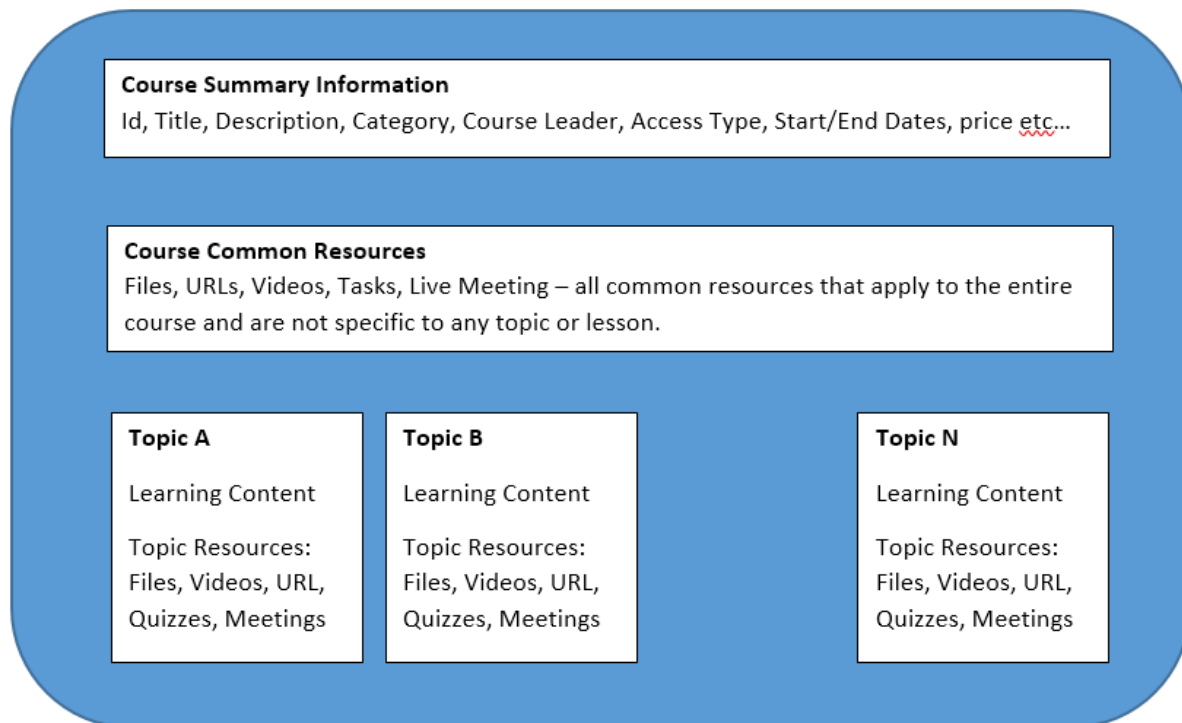 Course Summary Information
Id, Title, Description, Category, Course Leader, Access Type, Start/End Dates, price etc…
Course Common Resources
Files, URLs, Videos, Tasks, Live Meeting – all common resources that apply to the entire
course and are not specific to any topic or lesson.
Topic A
Learning Content
Topic Resources:
Files, Videos, URL,
Quizzes, Meetings
Topic B
Learning Content
Topic Resources:
Files, Videos, URL,
Quizzes, Meetings
Topic N
Learning Content
Topic Resources:
Files, Videos, URL,
Quizzes, Meetings